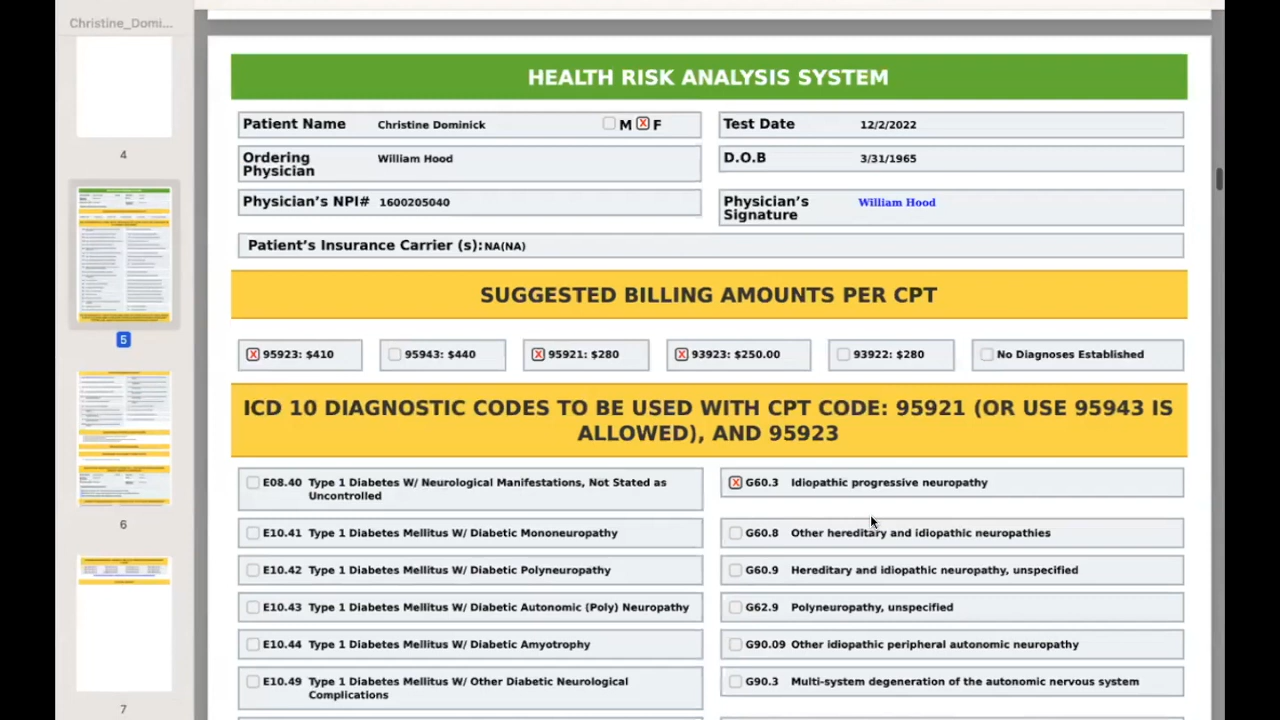 Christine_Domi...
4
5
6
7
HEALTH RISK ANALYSIS SYSTEM
Patient Name Christine Dominick M X F
Test Date 12/2/2022
Ordering Physician William Hood
D.O.B 3/31/1965
Physician’s NPI# 1600205040
Physician’s Signature William Hood
Patient’s Insurance Carrier (s): NA(NA)
SUGGESTED BILLING AMOUNTS PER CPT
X 95923: $410
95943: $440
X 95921: $280
X 93923: $250.00
93922: $280
No Diagnoses Established
ICD 10 DIAGNOSTIC CODES TO BE USED WITH CPT CODE: 95921 (OR USE 95943 IS
ALLOWED), AND 95923
E08.40 Type 1 Diabetes W/ Neurological Manifestations, Not Stated as
Uncontrolled
X G60.3 Idiopathic progressive neuropathy
E10.41 Type 1 Diabetes Mellitus W/ Diabetic Mononeuropathy
G60.8 Other hereditary and idiopathic neuropathies
E10.42 Type 1 Diabetes Mellitus W/ Diabetic Polyneuropathy
G60.9 Hereditary and idiopathic neuropathy, unspecified
E10.43 Type 1 Diabetes Mellitus W/ Diabetic Autonomic (Poly) Neuropathy
G62.9 Polyneuropathy, unspecified
E10.44 Type 1 Diabetes Mellitus W/ Diabetic Amyotrophy
G90.09 Other idiopathic peripheral autonomic neuropathy
E10.49 Type 1 Diabetes Mellitus W/ Other Diabetic Neurological
Complications
G90.3 Multi-system degeneration of the autonomic nervous system